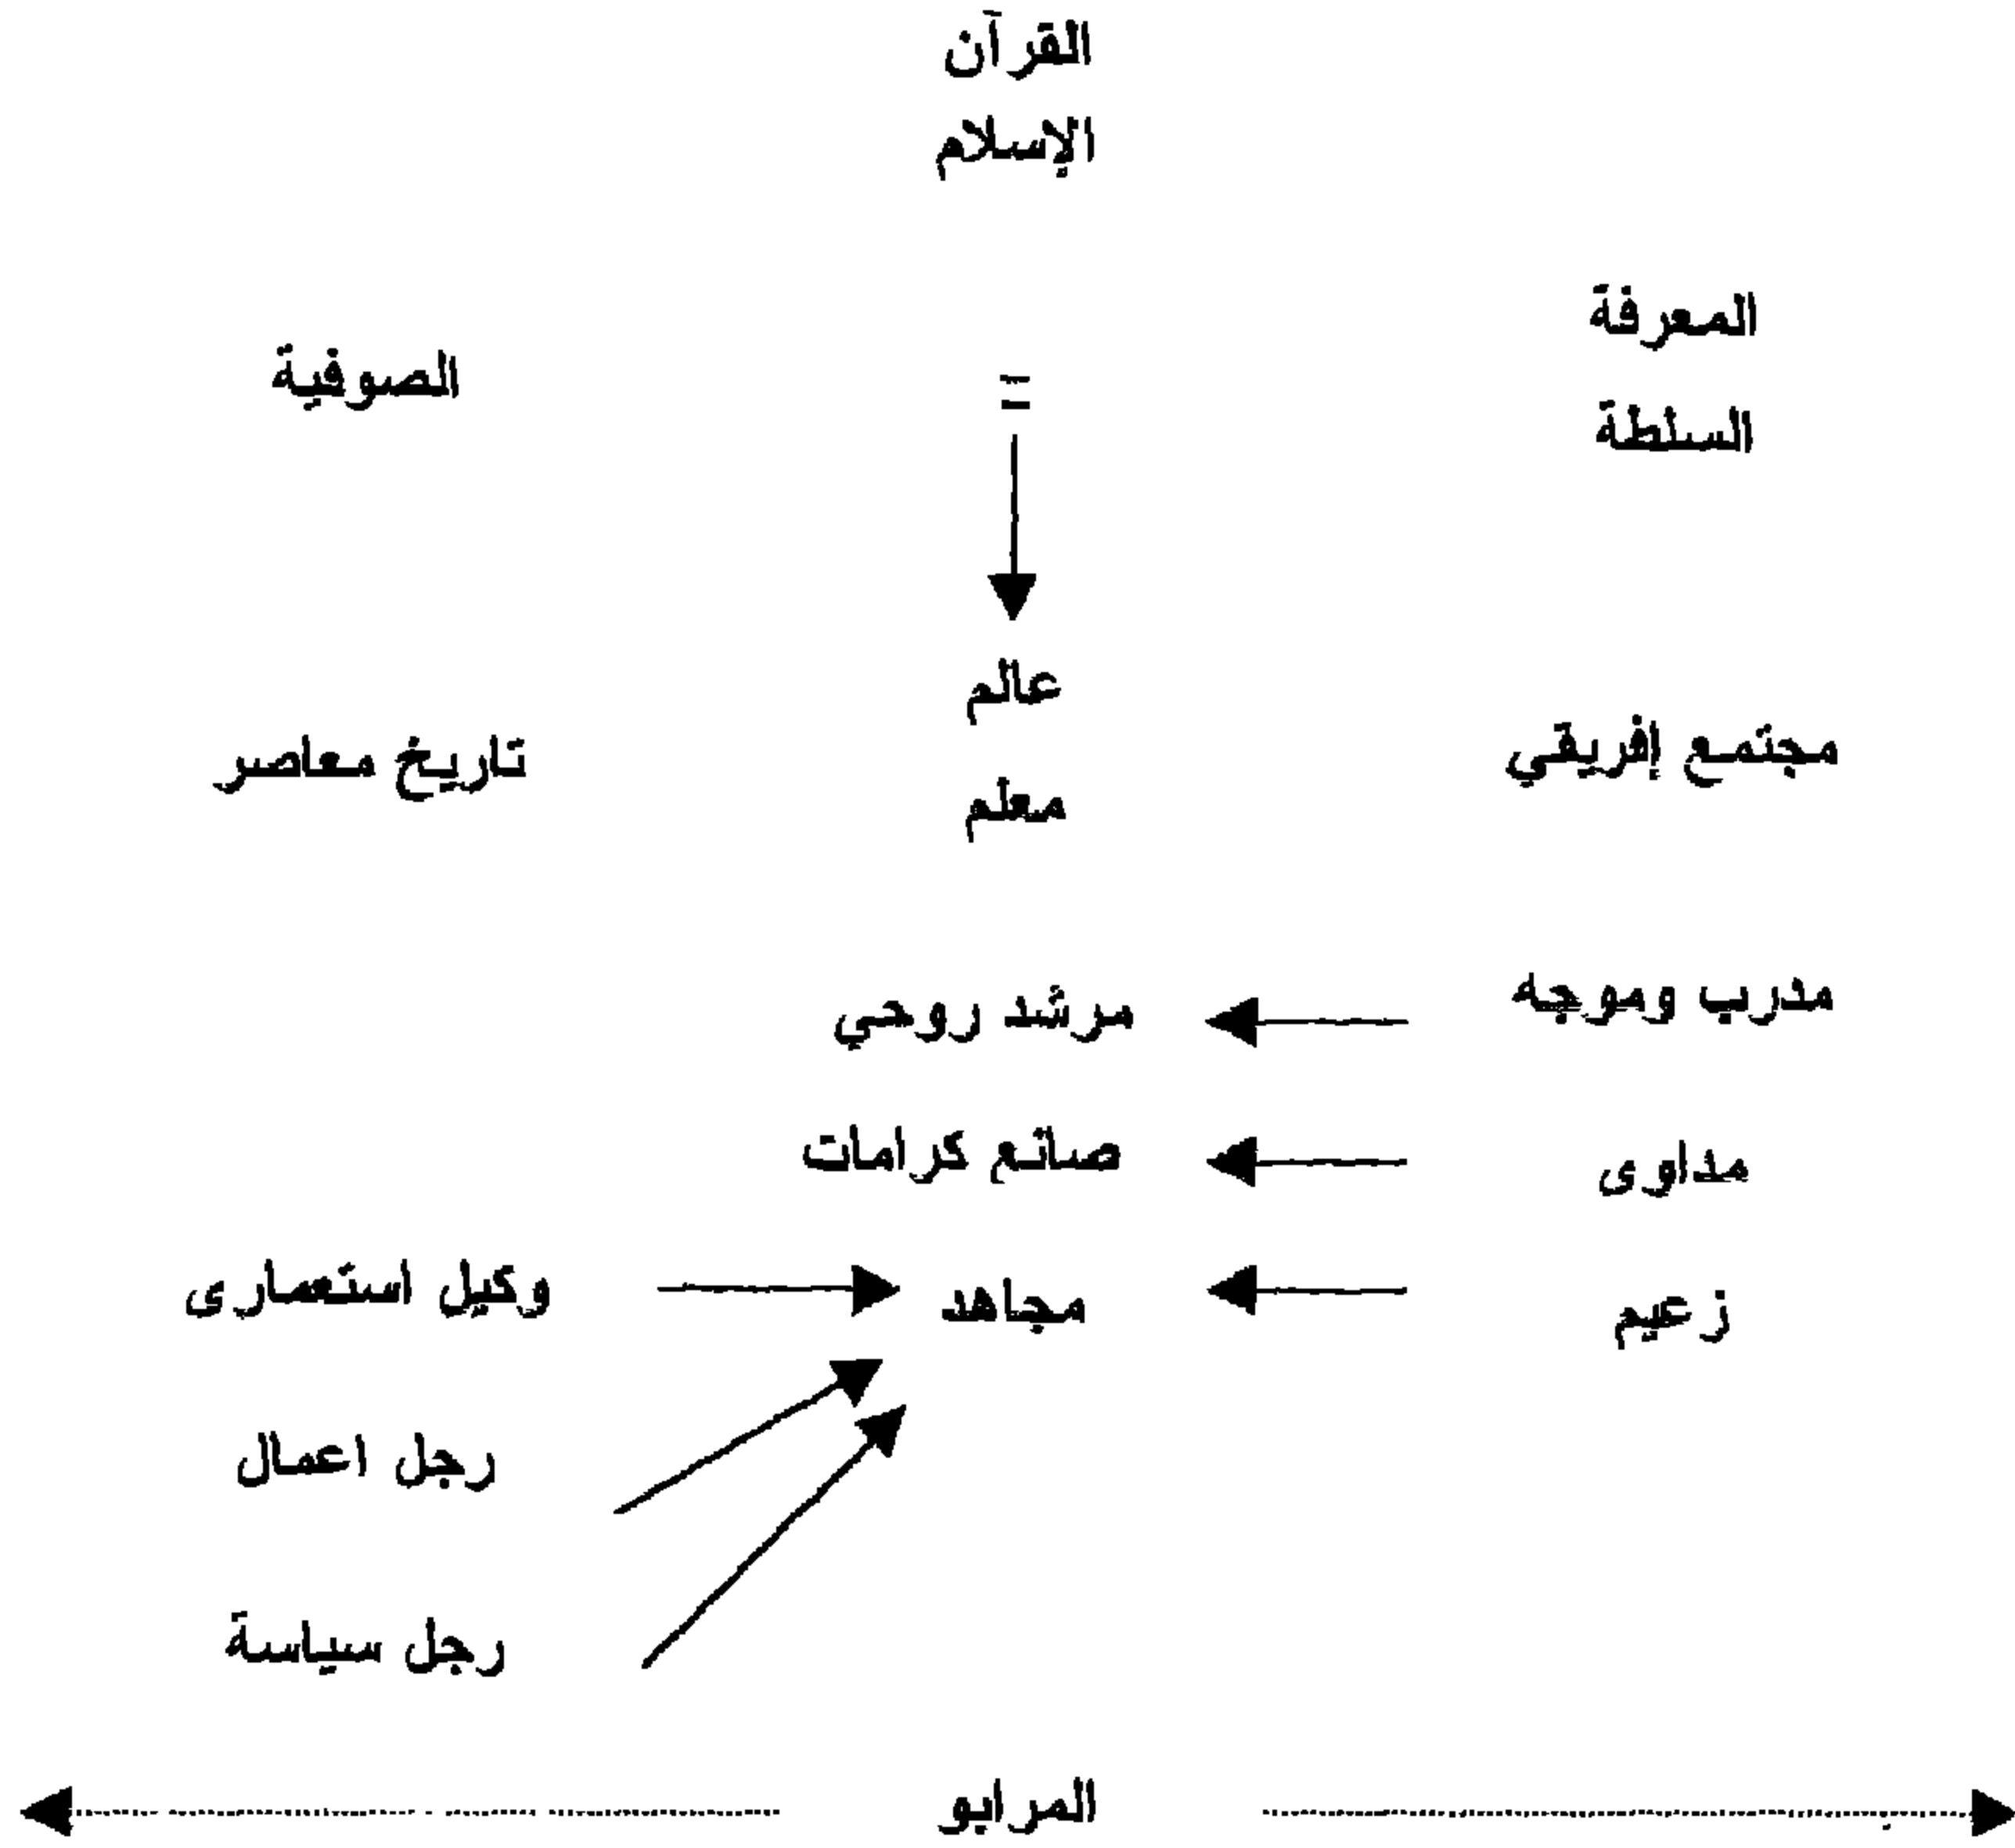 القرآن
الإسلام
المعرفة
السلطة
=
الصوفية
عالم
معلم
مجتمع إفريقي
تاريخ معاصر
مدرب وموجه
مرشد روحي
مداوى
صانع كرامات
زعيم
مجاهد
وكيل استعمارى
رجل اعمال
رجل سياسة
المرابو